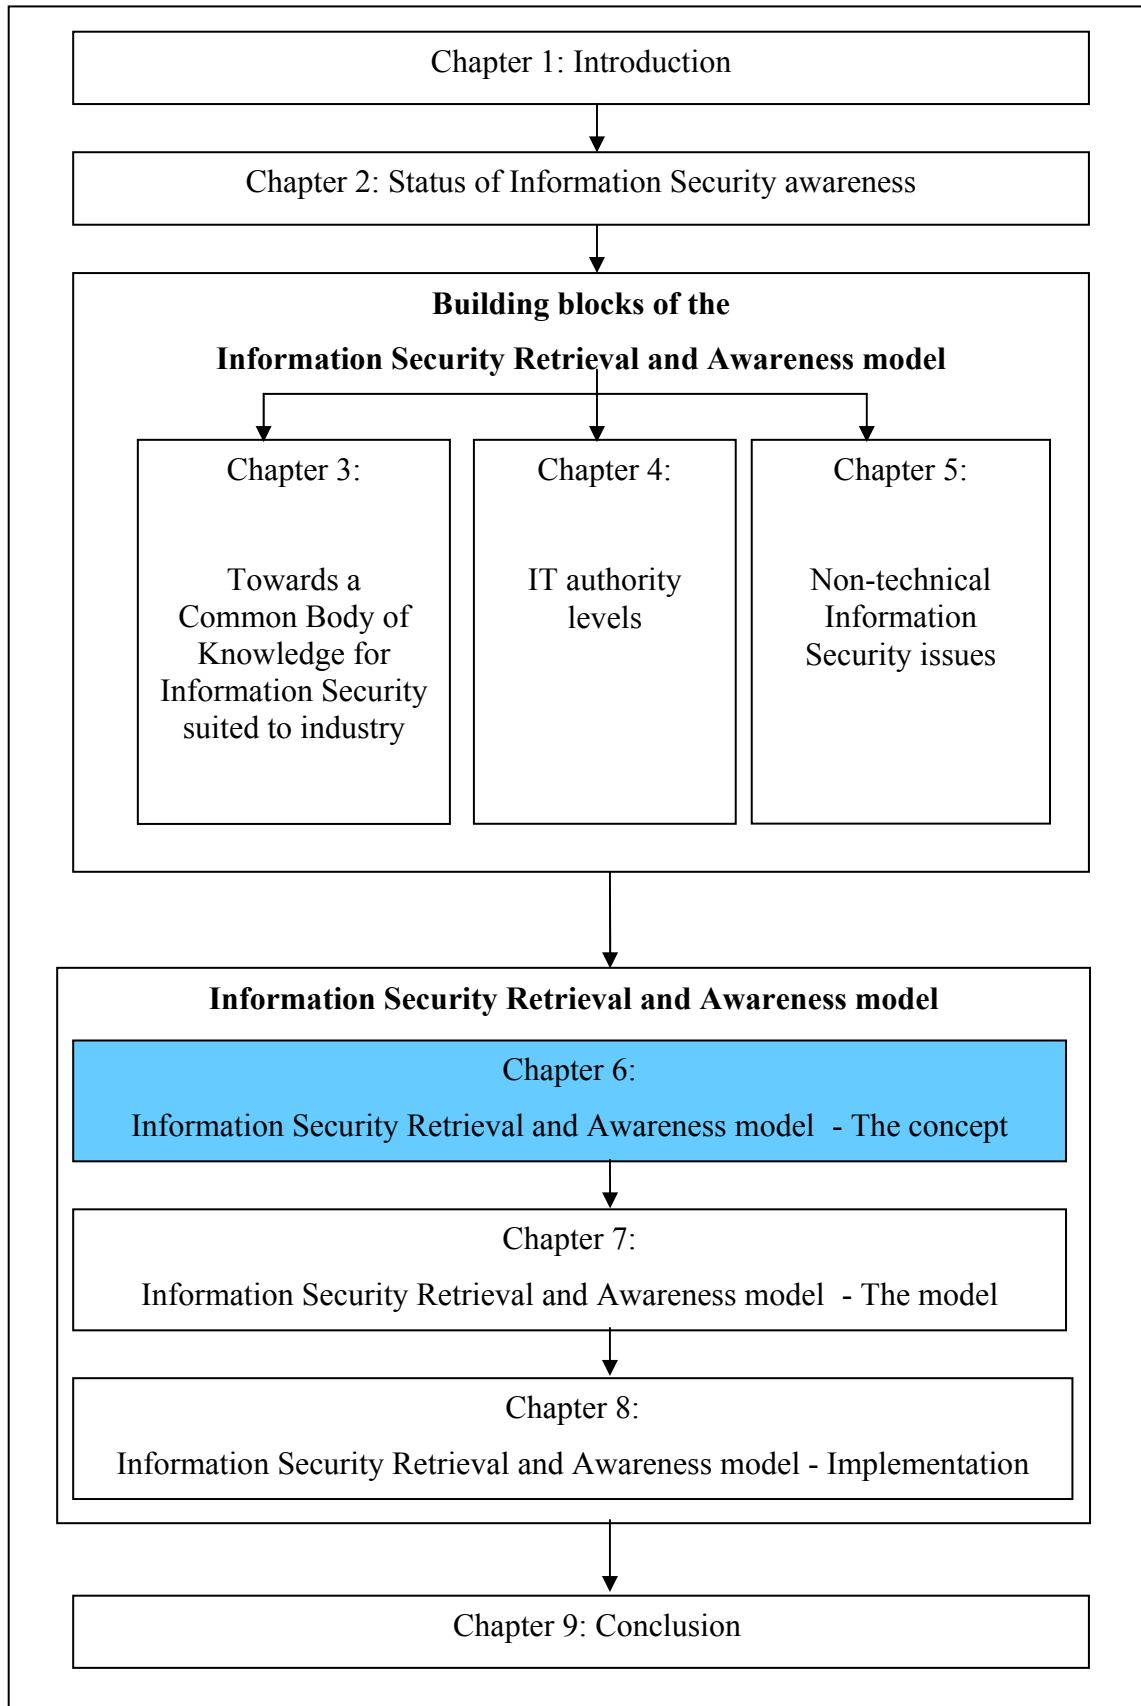 Chapter 1: Introduction
Chapter 2: Status of Information Security awareness
Building blocks of the
Information Security Retrieval and Awareness model
Chapter 3:
Towards a
Common Body of
Knowledge for
Information Security
suited to industry
Chapter 4:
IT authority
levels
Chapter 5:
Non-technical
Information
Security issues
Information Security Retrieval and Awareness model
Chapter 6:
Information Security Retrieval and Awareness model - The concept
Chapter 7:
Information Security Retrieval and Awareness model - The model
Chapter 8:
Information Security Retrieval and Awareness model - Implementation
Chapter 9: Conclusion